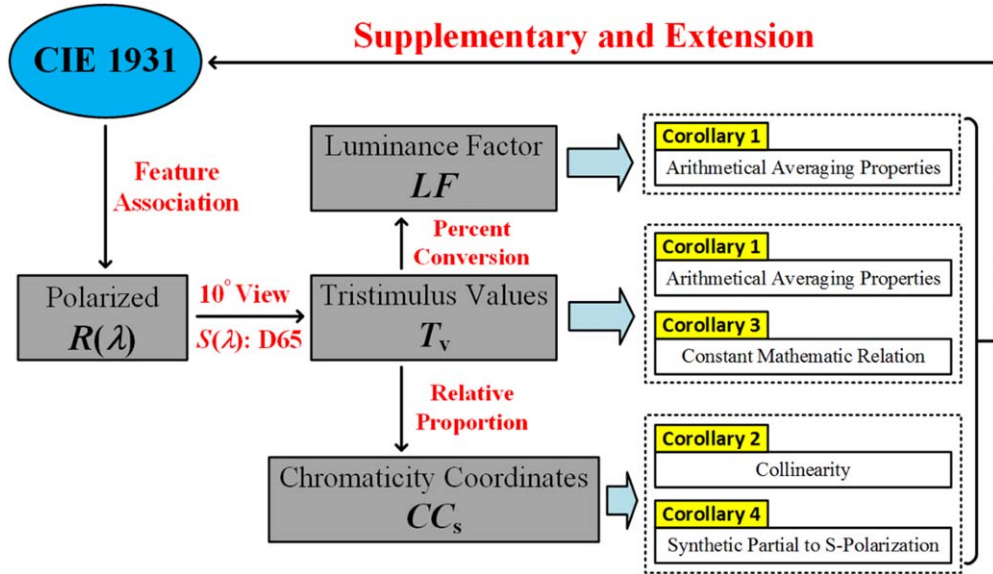 CIE 1931
Supplementary and Extension
Feature
Association
Luminance Factor
LF
Corollary 1
Arithmetical Averaging Properties
Percent
Conversion
Polarized
R(λ)
10° View
S(λ): D65
Tristimulus Values
Tv
Corollary 1
Arithmetical Averaging Properties
Corollary 3
Constant Mathematic Relation
Relative
Proportion
Chromaticity Coordinates
CCs
Corollary 2
Collinearity
Corollary 4
Synthetic Partial to S-Polarization